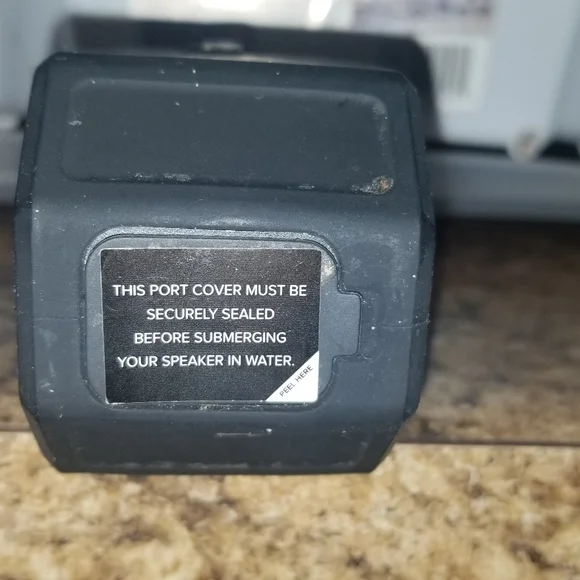 THIS PORT COVER MUST BE
SECURELY SEALED
BEFORE SUBMERGING
YOUR SPEAKER IN WATER.
PEEL HERE